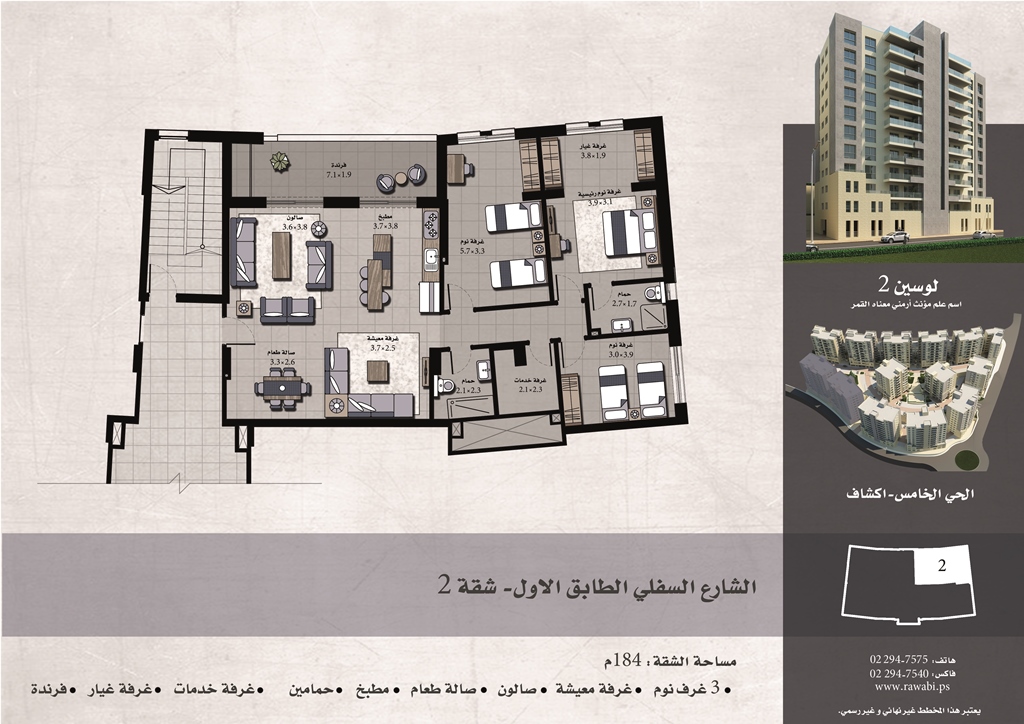 فرندة
7.1×1.9
صالون
3.6×3.8
مطبخ
3.7×3.8
غرفة نوم
5.7×3.3
غرفة غيار
3.8×1.9
غرفة نوم رئيسية
3.9×3.1
حمام
2.7×1.7
غرفة معيشة
3.7×2.5
صالة طعام
3.3×2.6
حمام
2.1×2.3
غرفة خدمات
2.1×2.3
غرفة نوم
3.0×3.9
لوسين 2
اسم علم مؤنث أرمني معناه القمر
الحي الخامس-اكشاف
2
الشارع السفلي الطابق الاول- شقة 2
مساحة الشقة: 184م
• 3 غرف نوم • غرفة معيشة • صالون • صالة طعام • مطبخ • حمامين • غرفة خدمات • غرفة غيار • فرندة
هاتف: 02 294-7575
فاكس: 02 294-7540
www.rawabi.ps
يعتبر هذا المخطط غير نهائي و غير رسمي.